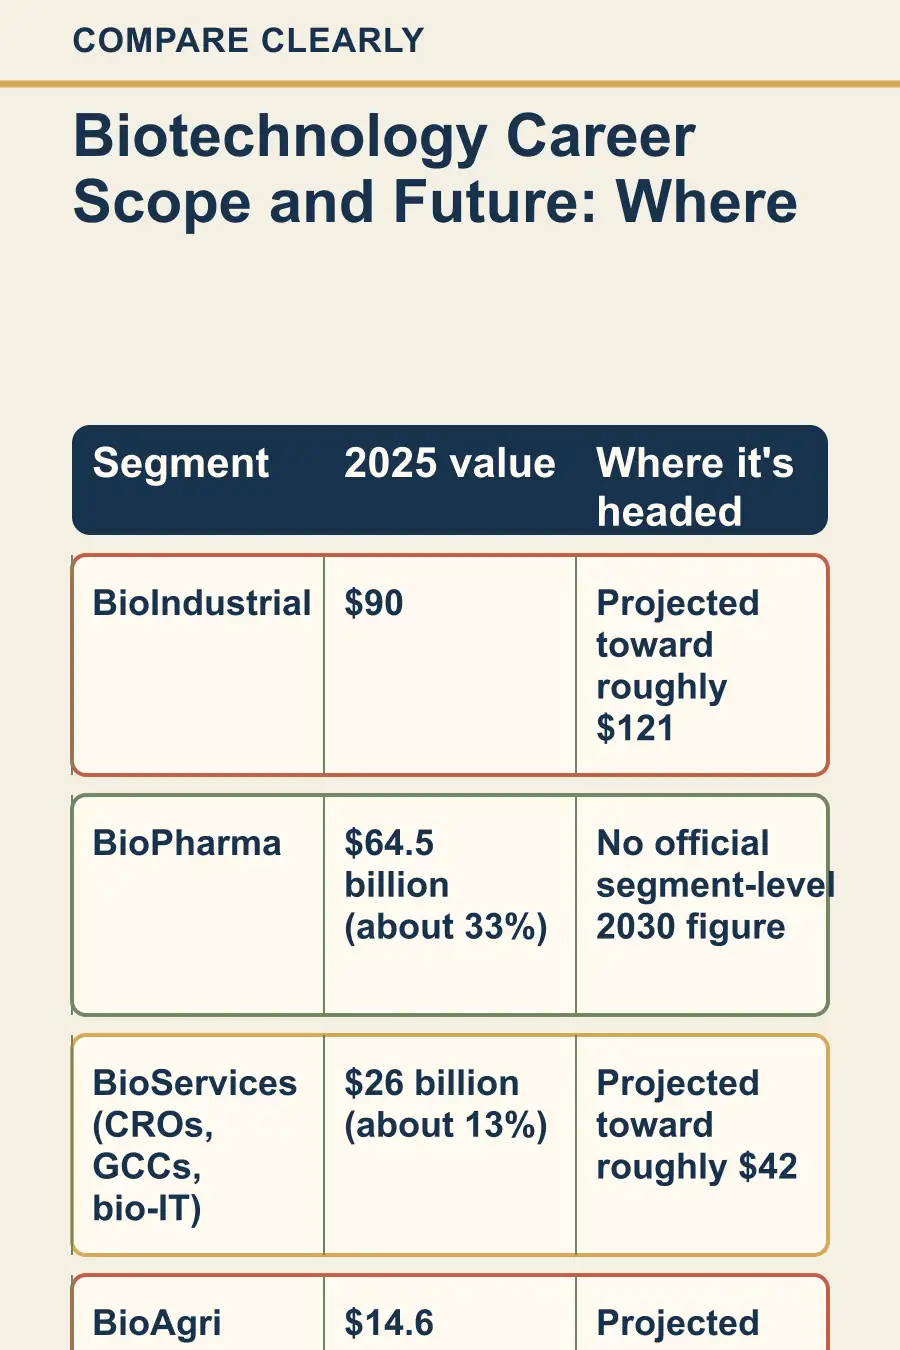 COMPARE CLEARLY
Biotechnology Career
Scope and Future: Where
Segment
2025 value
Where it's
headed
BioIndustrial
$90
Projected
toward
roughly
$121
BioPharma
$64.5
billion
(about 33%)
No official
segment-level
2030 figure
BioServices
(CROs,
GCCs,
bio-IT)
$26 billion
(about 13%)
Projected
toward
roughly $42
BioAgri
$14.6
Projected